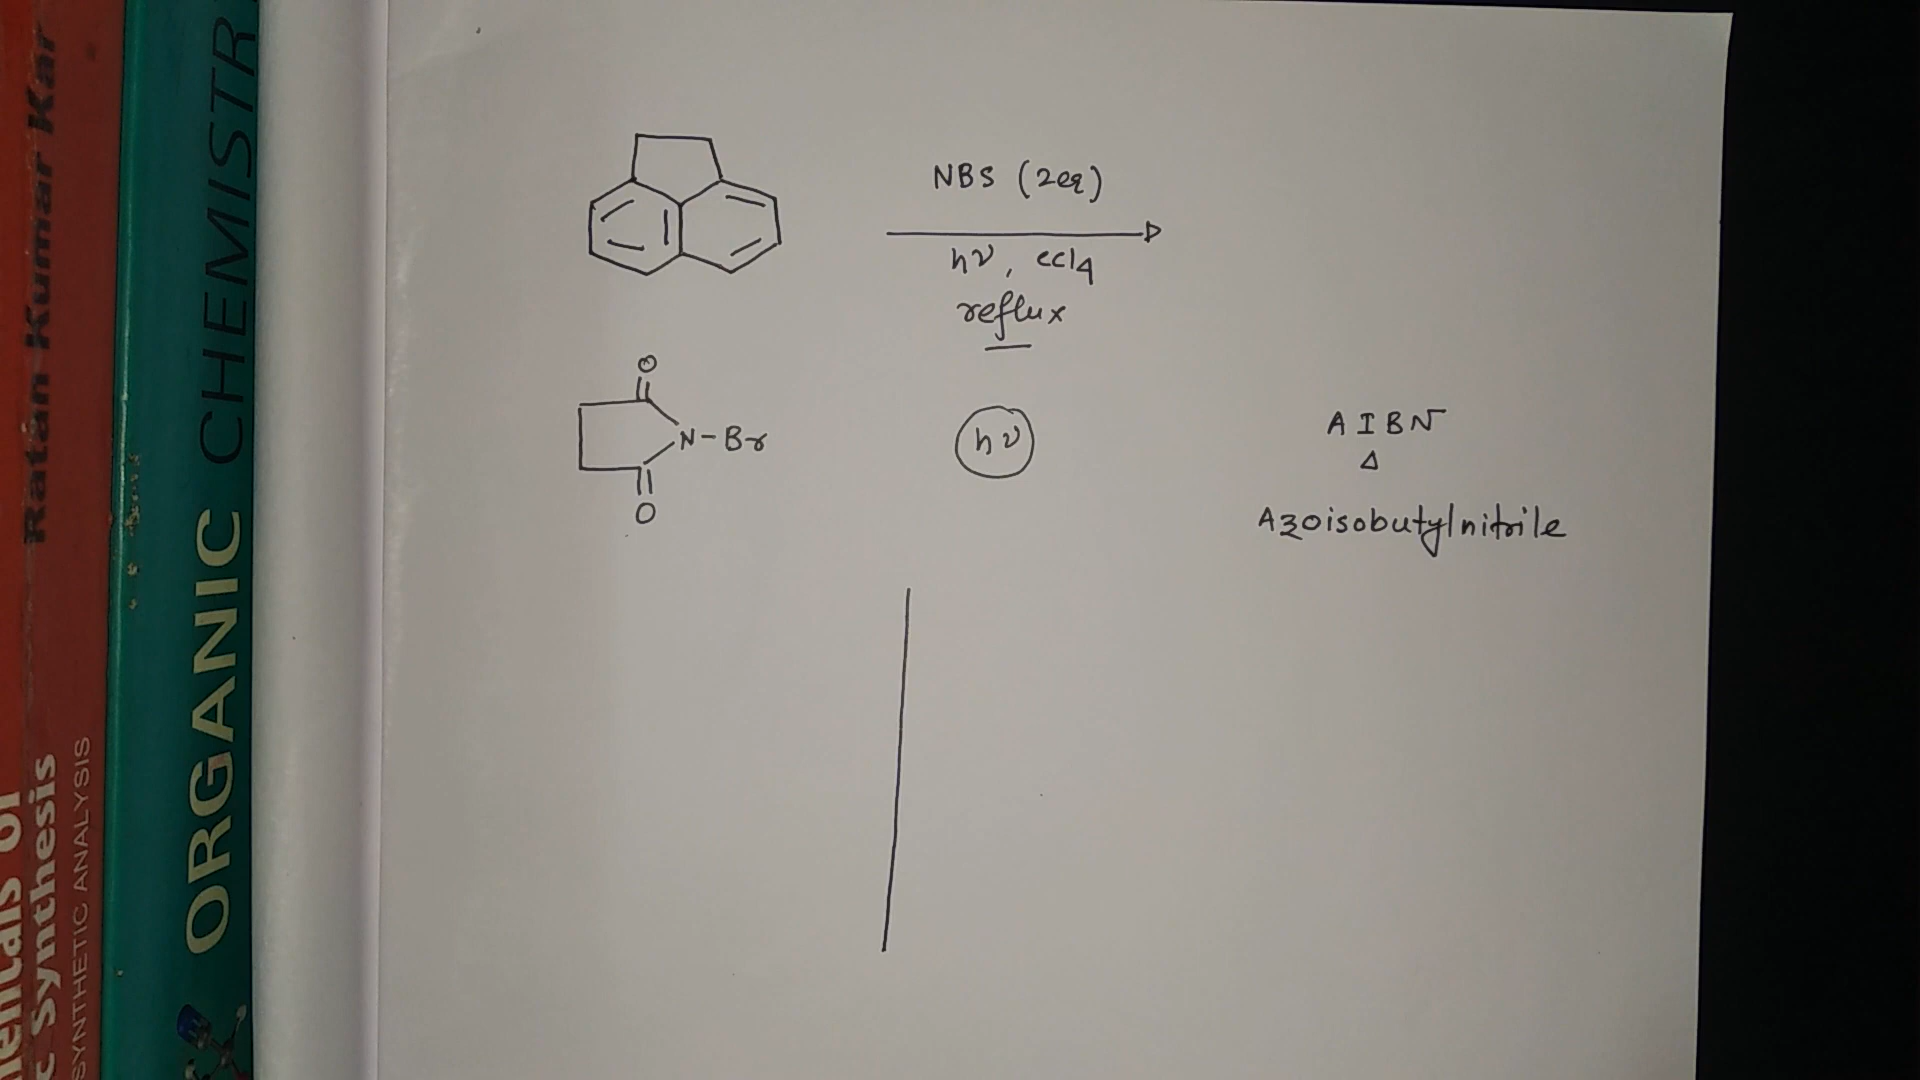 Ratan Kumar Kar
c Synthesis
SYNTHETIC ANALYSIS
ORGANIC CHEMISTR
NBS (2eq)
hν, ccl4
reflux
O
N-Br
O
hν
AIBN
Δ
Azoisobutylnitrile